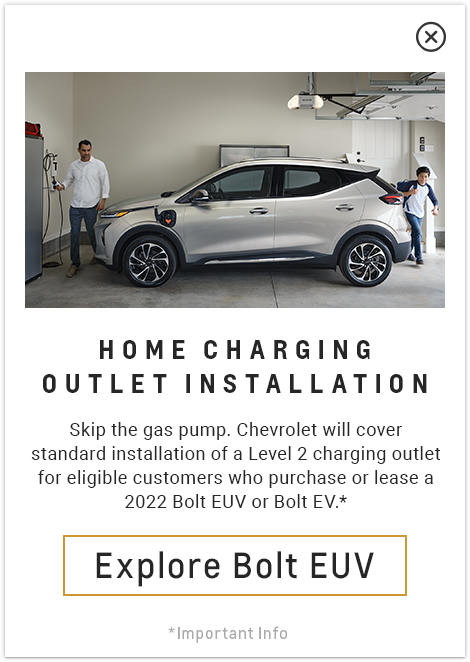 HOME CHARGING
OUTLET INSTALLATION
Skip the gas pump. Chevrolet will cover
standard installation of a Level 2 charging outlet
for eligible customers who purchase or lease a
2022 Bolt EUV or Bolt EV.*
Explore Bolt EUV
*Important Info